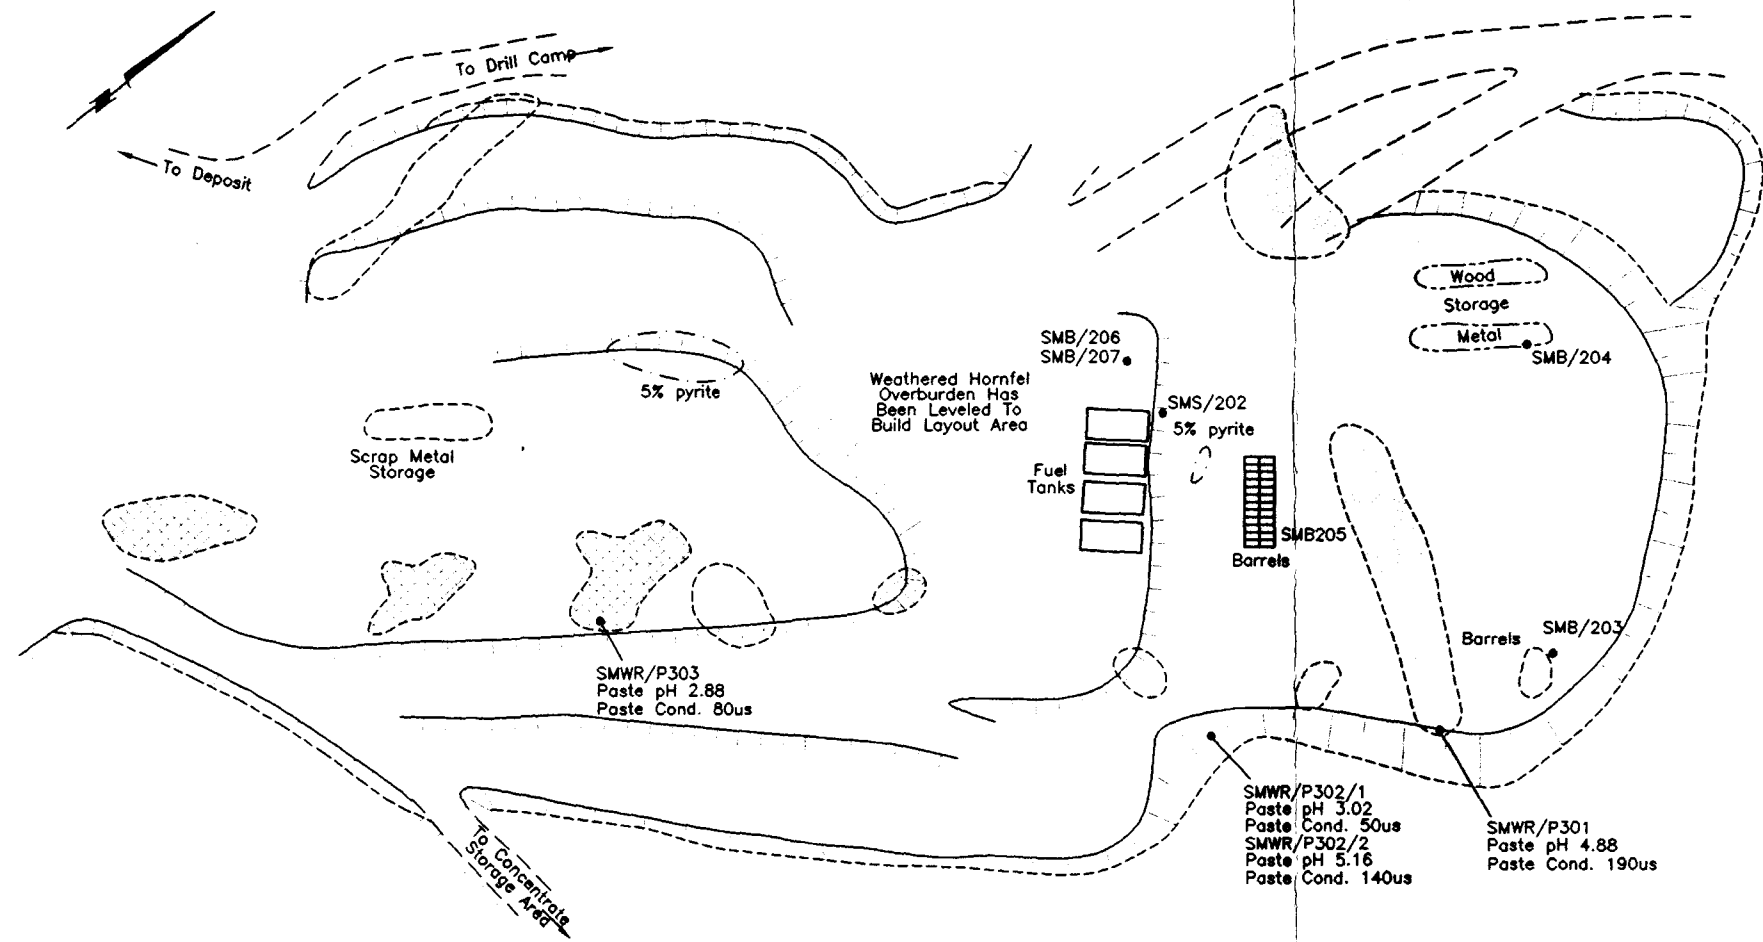 To Drill Camp
To Deposit
Wood
Storage
Metal
SMB/204
SMB/206
SMB/207
Weathered Hornfel
Overburden Has
Been Leveled To
Build Layout Area
SMS/202
5% pyrite
5% pyrite
Scrap Metal
Storage
Fuel
Tanks
SMB205
Barrels
Barrels
SMB/203
SMWR/P303
Paste pH 2.88
Paste Cond. 80us
SMWR/P302/1
Paste pH 3.02
Paste Cond. 50us
SMWR/P302/2
Paste pH 5.16
Paste Cond. 140us
SMWR/P301
Paste pH 4.88
Paste Cond. 190us
To Concentrate
Storage Area